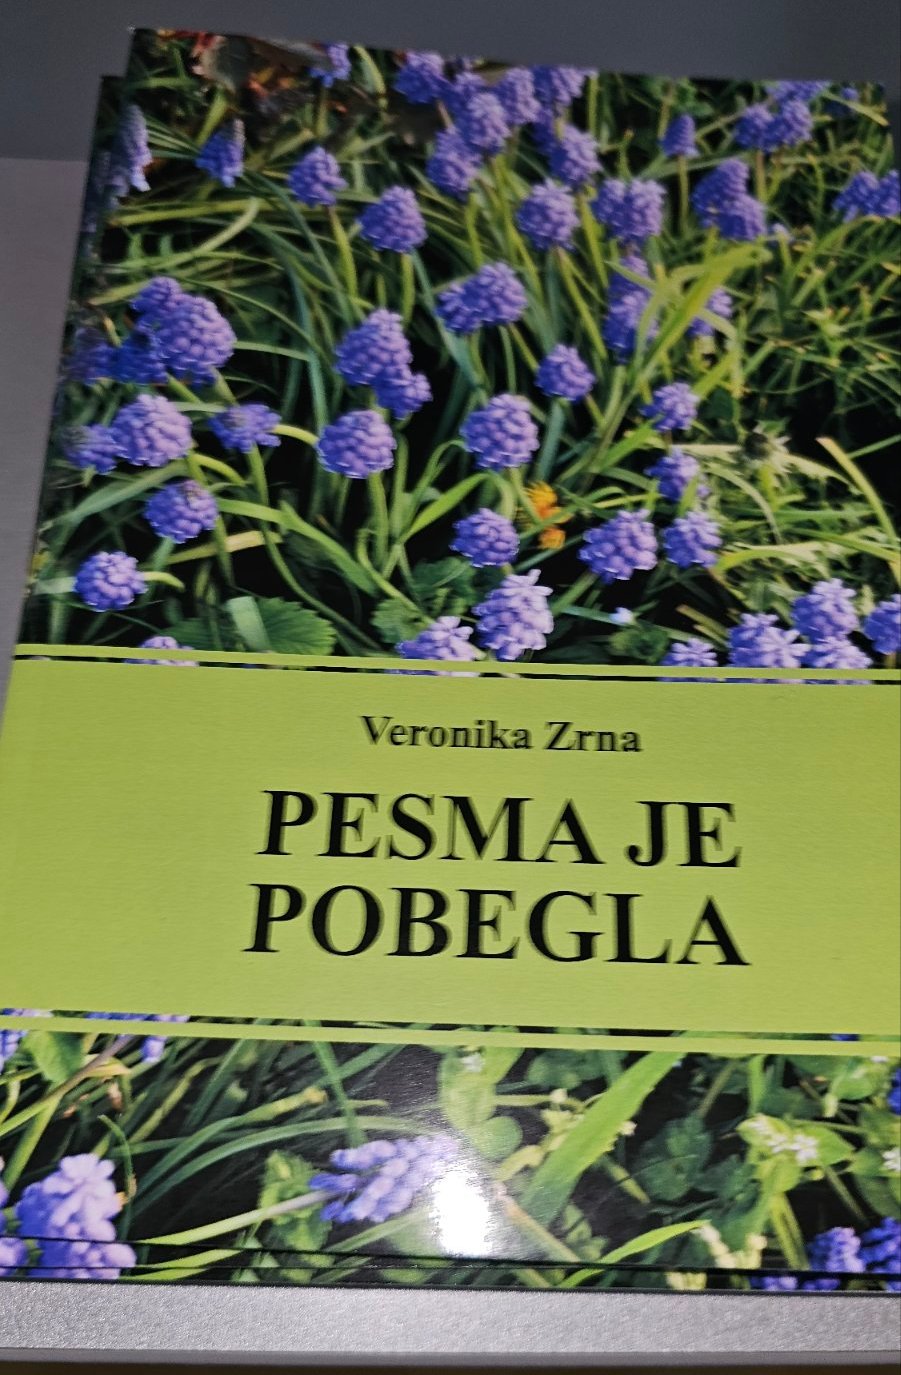 Veronika Zrna
PESMA JE
POBEGLA